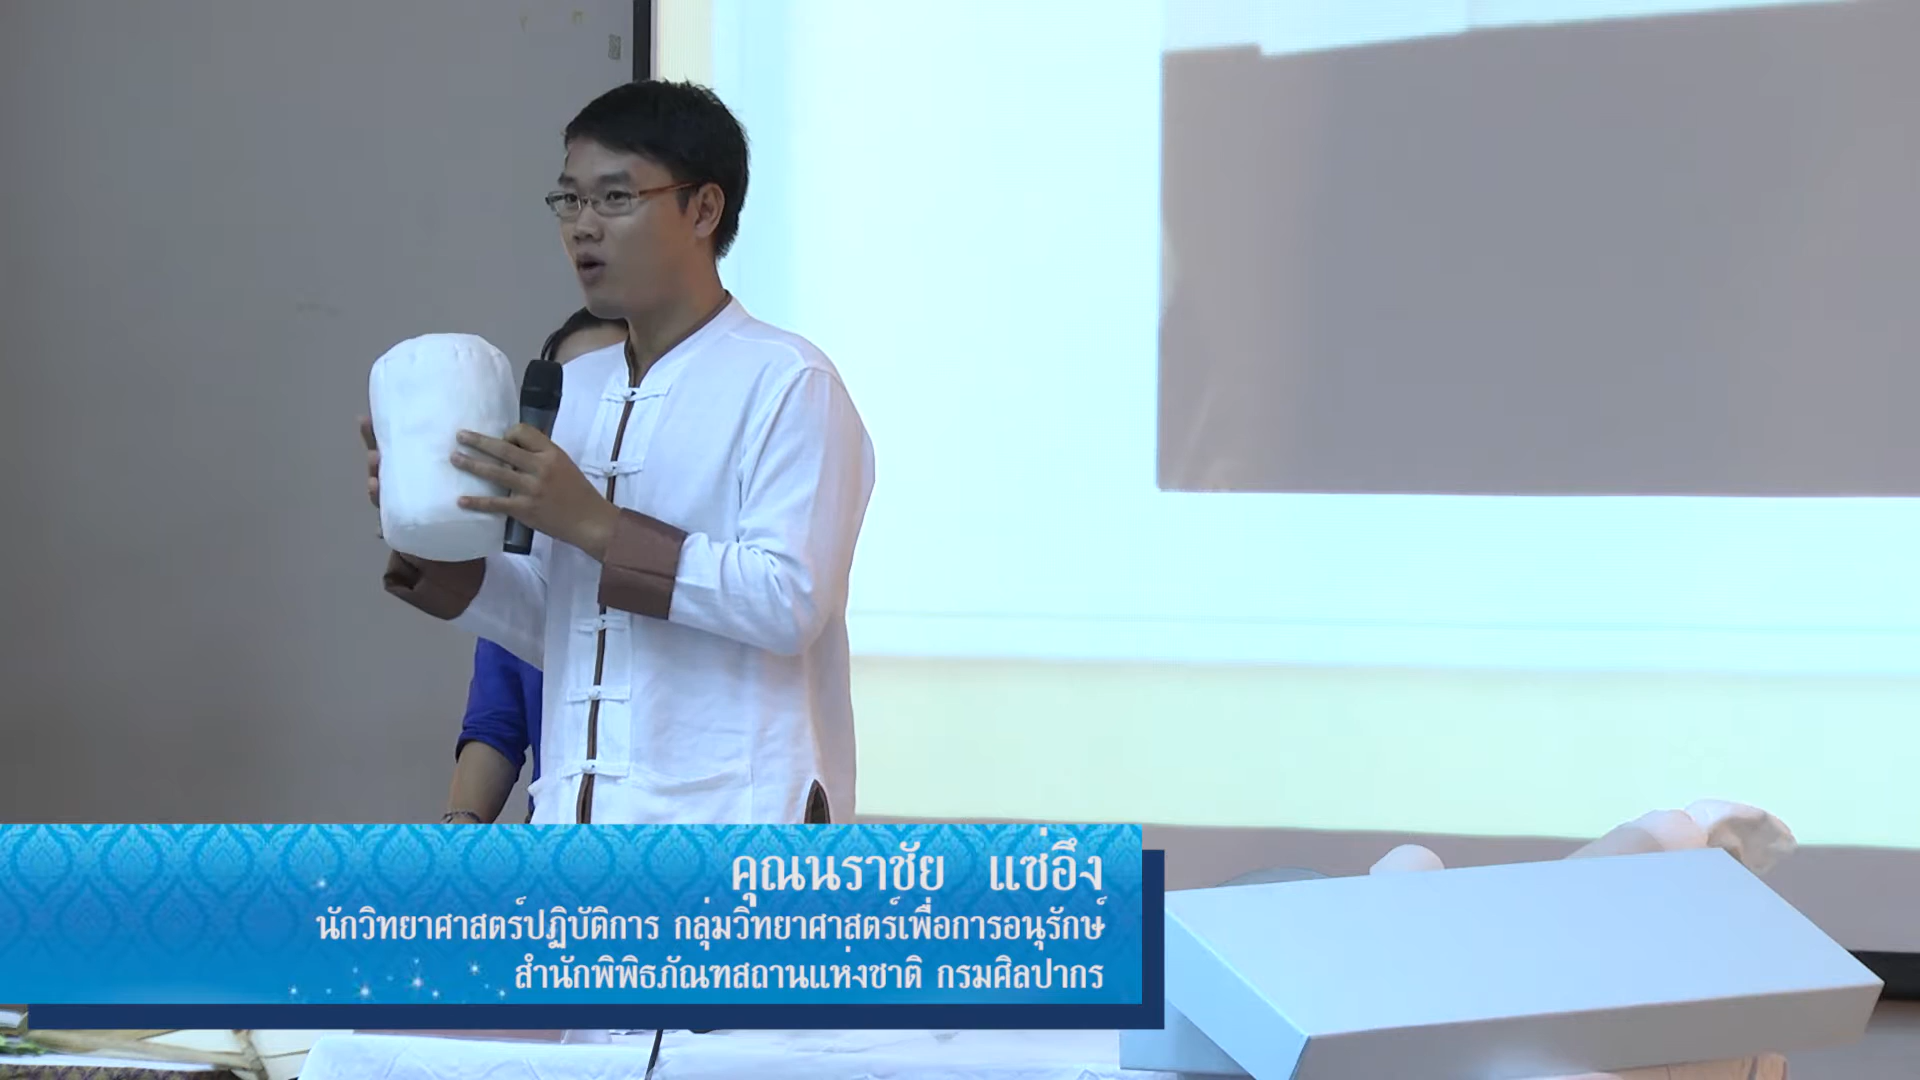 คุณนราชัย แซ่อึง
นักวิทยาศาสตร์ปฏิบัติการ กลุ่มวิทยาศาสตร์เพื่อการอนุรักษ์
สำนักพิพิธภัณฑสถานแห่งชาติ กรมศิลปากร